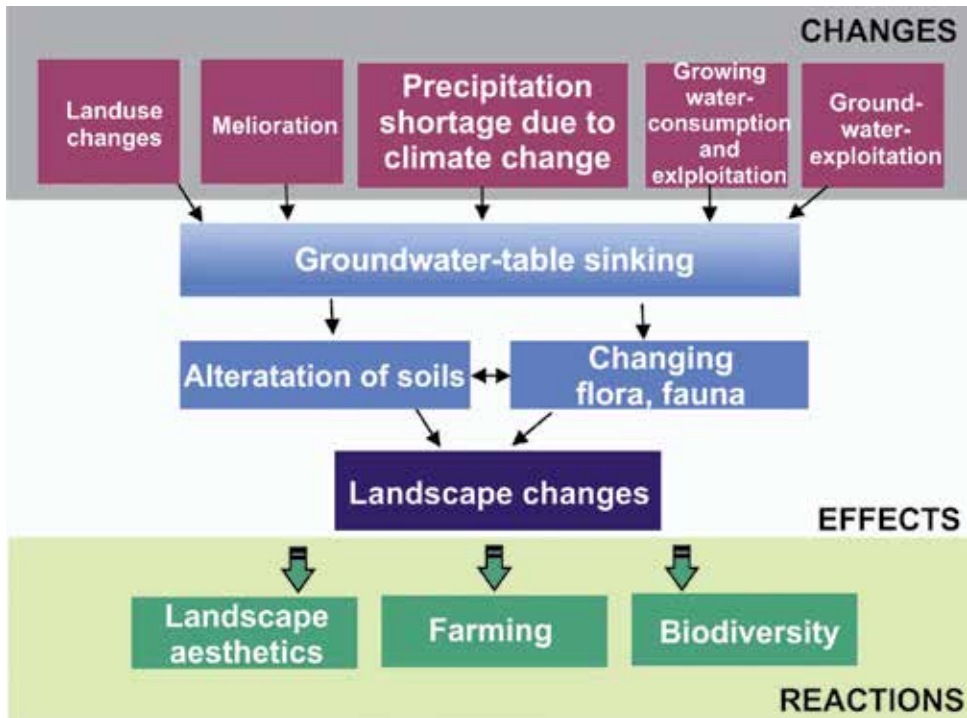 CHANGES
Landuse
changes
Melioration
Precipitation
shortage due to
climate change
Growing
water-
consumption
and
exlploitation
Ground-
water-
exploitation
Groundwater-table sinking
Alteratation of soils
Changing
flora, fauna
Landscape changes
EFFECTS
Landscape
aesthetics
Farming
Biodiversity
REACTIONS